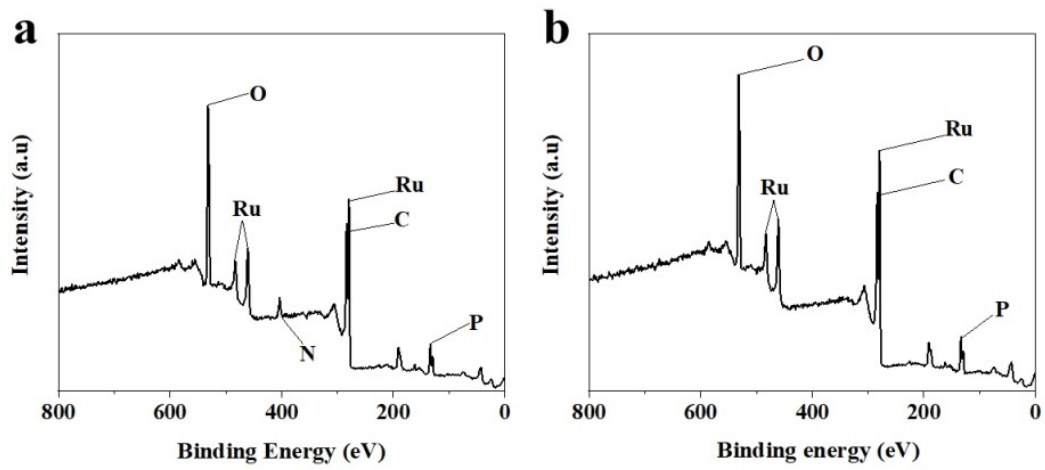 a
O
Ru
Ru
C
N
P
Intensity (a.u)
800
600
400
200
0
Binding Energy (eV)
b
O
Ru
Ru
C
P
Intensity (a.u)
800
600
400
200
0
Binding energy (eV)